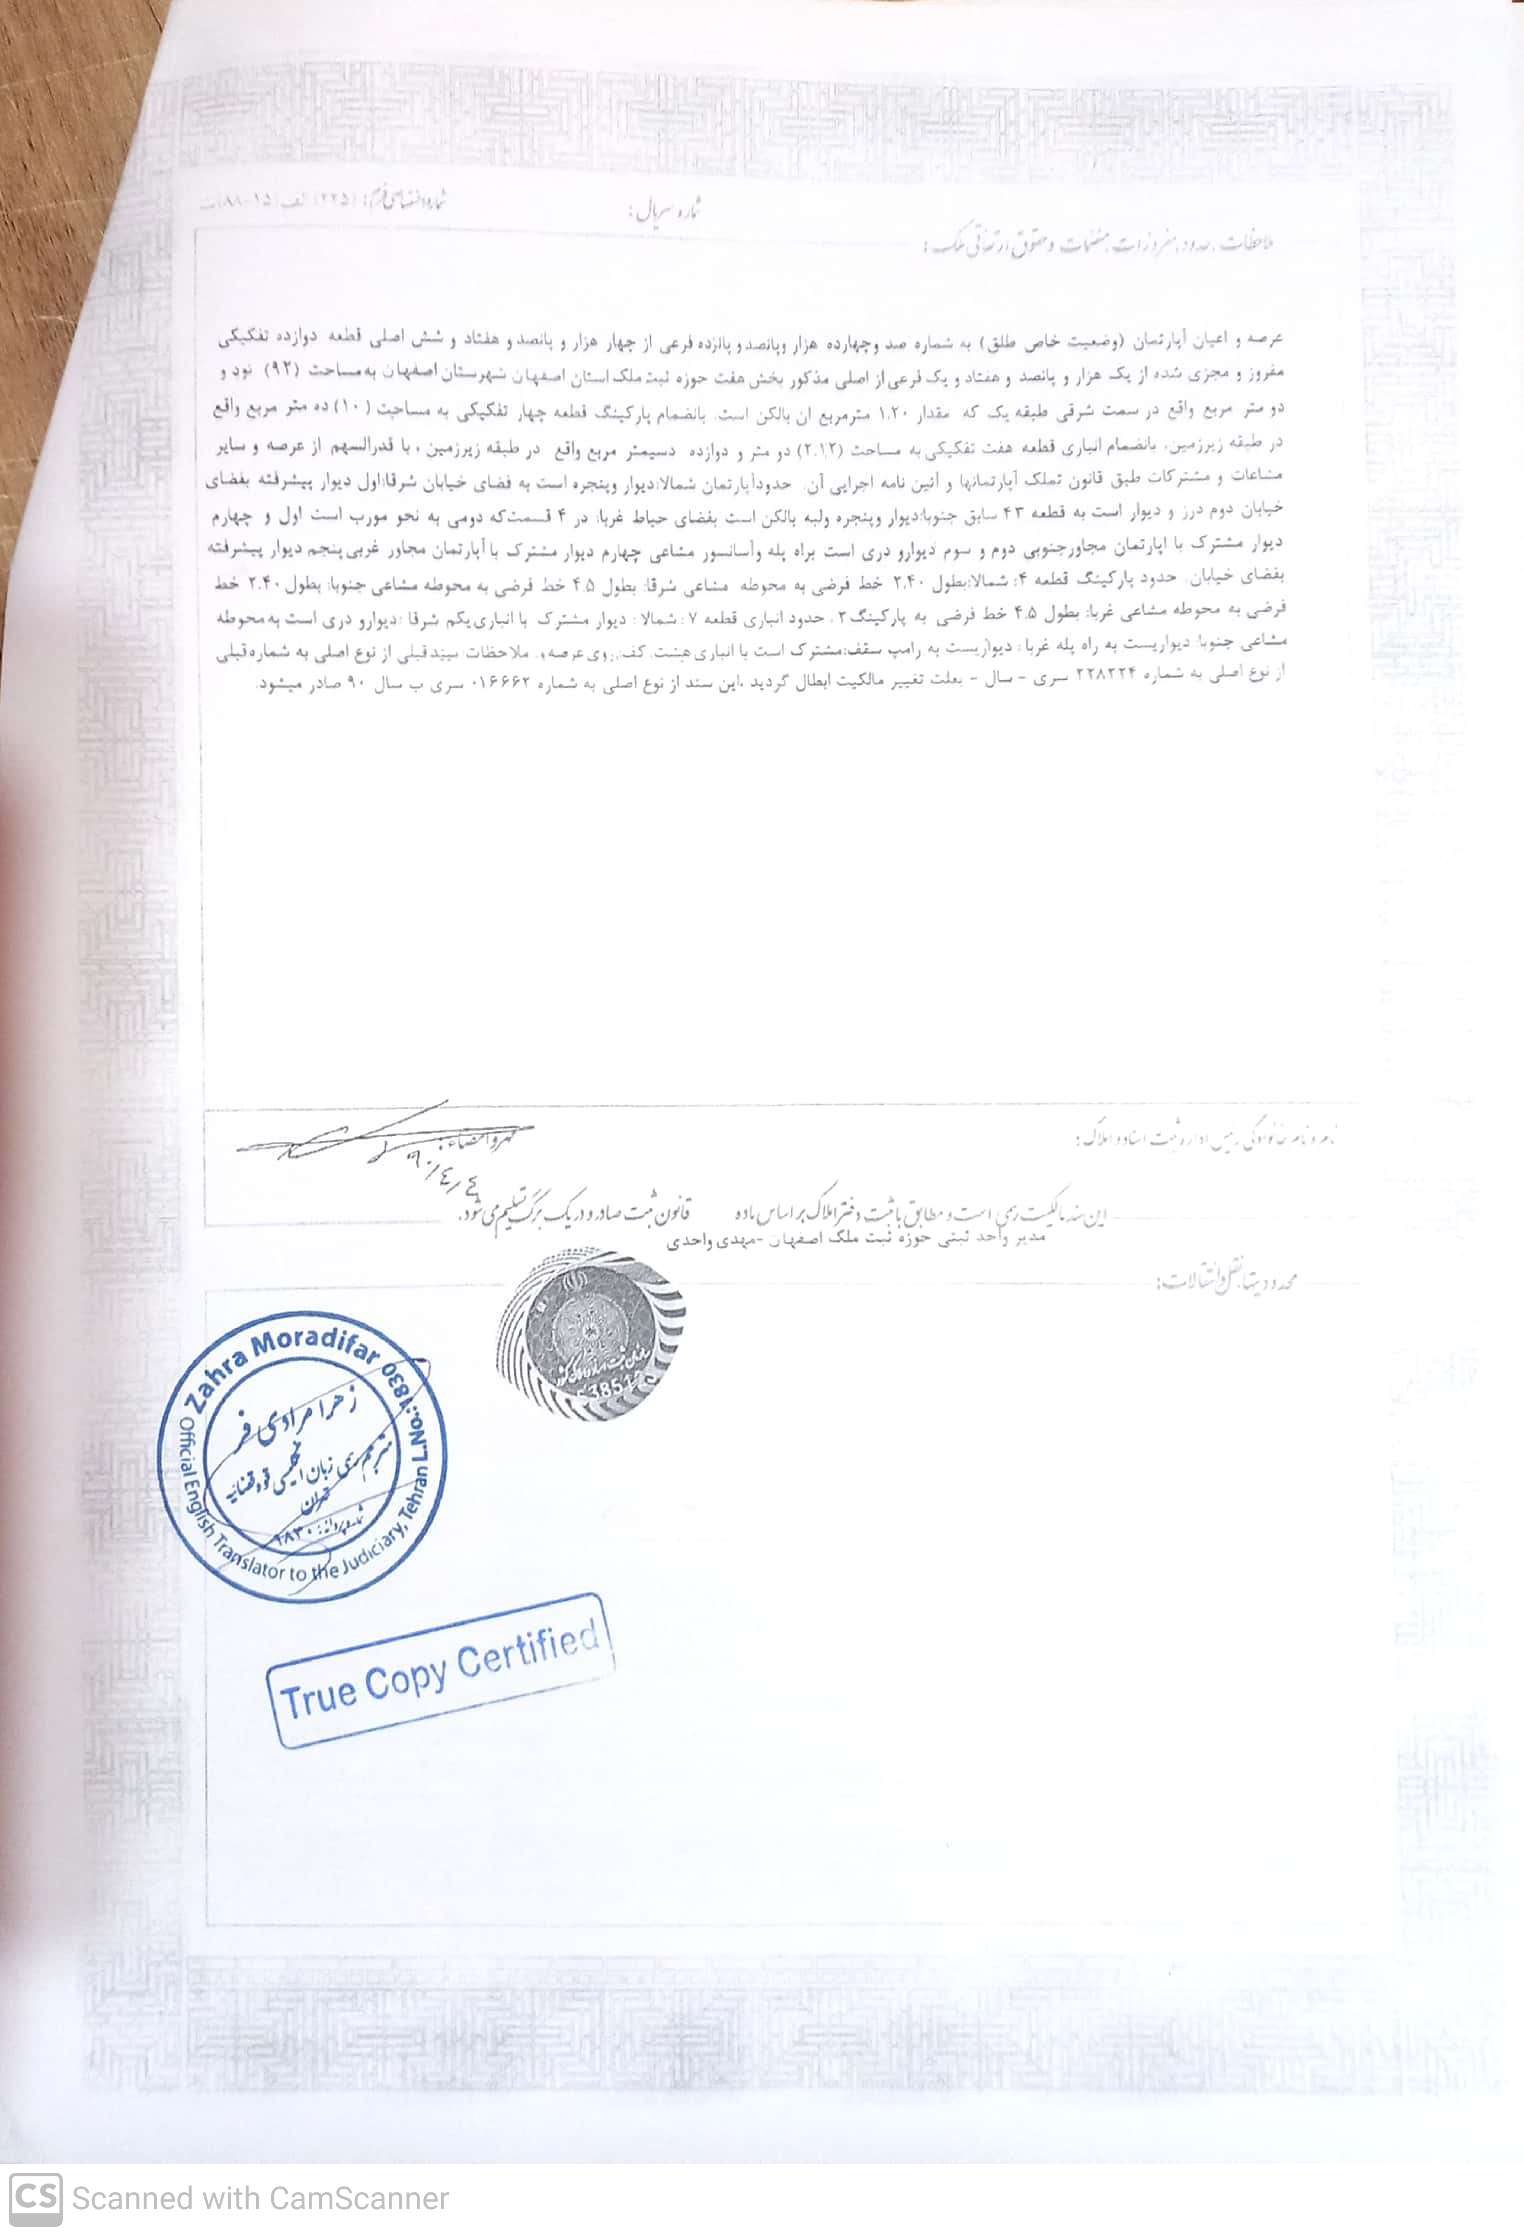 شماره سریال:
ملاحظات، حدود، مفروزات، منضمات و حقوق ارتفاقی ملک:
عرصه و اعیان آپارتمان (وضعیت خاص طلق) به شماره صد وچهارده هزار وپانصد و پانزده فرعی از چهار هزار و پانصد و هفتاد و شش اصلی قطعه دوازده تفکیکی
مفروز و مجزی شده از یک هزار و پانصد و هفتاد و یک فرعی از اصلی مذکور بخش هفت حوزه ثبت ملک استان اصفهان شهرستان اصفهان به مساحت (۹۲) نود و
دو متر مربع واقع در سمت شرقی طبقه یک که مقدار ۱.۲۰ مترمربع ان بالکن است. بانضمام پارکینگ قطعه چهار تفکیکی به مساحت (۱۰) ده متر مربع واقع
در طبقه زیرزمین، بانضمام انباری قطعه هفت تفکیکی به مساحت (۲.۱۲) دو متر و دوازده دسیمتر مربع واقع در طبقه زیرزمین، با قدرالسهم از عرصه و سایر
مشاعات و مشترکات طبق قانون تملک آپارتمانها و آئین نامه اجرایی آن. حدودآپارتمان شمالا:دیوار وپنجره است به فضای خیابان شرقا:اول دیوار پیشرفته بفضای
خیابان دوم درز و دیوار است به قطعه ۴۳ سابق جنوبا:دیوار وپنجره ولبه بالکن است بفضای حیاط غربا: در ۴ قسمت که دومی به نحو مورب است اول و چهارم
دیوار مشترک با اپارتمان مجاورجنوبی دوم و سوم دیوارو دری است براه پله وآسانسور مشاعی چهارم دیوار مشترک با آپارتمان مجاور غربی پنجم دیوار پیشرفته
بفضای خیابان. حدود پارکینگ قطعه ۴: شمالا:بطول ۲.۴۰ خط فرضی به محوطه مشاعی شرقا: بطول ۴.۵ خط فرضی به محوطه مشاعی جنوبا: بطول ۲.۴۰ خط
فرضی به محوطه مشاعی غربا: بطول ۴.۵ خط فرضی به پارکینگ۳. حدود انباری قطعه ۷: شمالا: دیوار مشترک با انباری یکم شرقا :دیوارو دری است به محوطه
مشاعی جنوبا: دیواریست به راه پله غربا: دیواریست به رامپ سقف:مشترک است با انباری هشت. کف:روی عرصه و. ملاحظات سند قبلی از نوع اصلی به شماره قبلی
از نوع اصلی به شماره ۲۲۸۲۲۴ سری - سال - بعلت تغییر مالکیت ابطال گردید .این سند از نوع اصلی به شماره ۰۱۶۶۶۲ سری ب سال ۹۰ صادر میشود.
نام و نام خانوادگی رئیس اداره ثبت اسناد و املاک:
مهر و امضاء:
۹۰/۴/۴
این سند مالکیت رسمی است و مطابق با ثبت دفتر املاک بر اساس ماده قانون ثبت صادر و در یک برگ تسلیم می‌شود.
مدیر واحد ثبتی حوزه ثبت ملک اصفهان -مهدی واحدی
محدودیتها، نقل و انتقالات:
Zahra Moradifar
L.No.:1830
زهرا مرادی فر
مترجم رسمی زبان انگلیسی قوه قضائیه
تهران
شماره پروانه: ۱۸۳۰
Official English Translator to the Judiciary, Tehran
True Copy Certified
CS Scanned with CamScanner